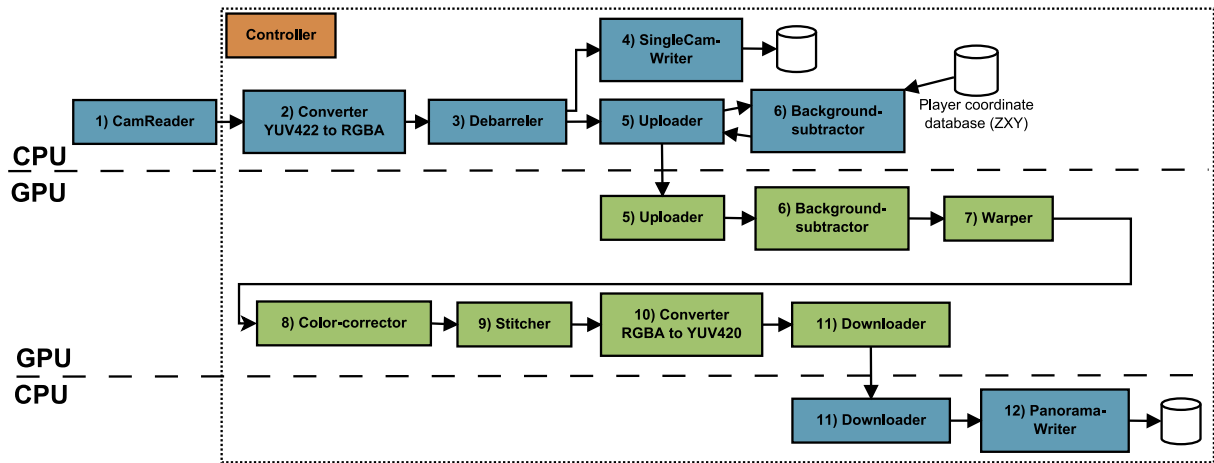 Controller
4) SingleCam-
Writer
1) CamReader
2) Converter
YUV422 to RGBA
3) Debarreler
5) Uploader
6) Background-
subtractor
Player coordinate
database (ZXY)
CPU
GPU
5) Uploader
6) Background-
subtractor
7) Warper
8) Color-corrector
9) Stitcher
10) Converter
RGBA to YUV420
11) Downloader
GPU
CPU
11) Downloader
12) Panorama-
Writer